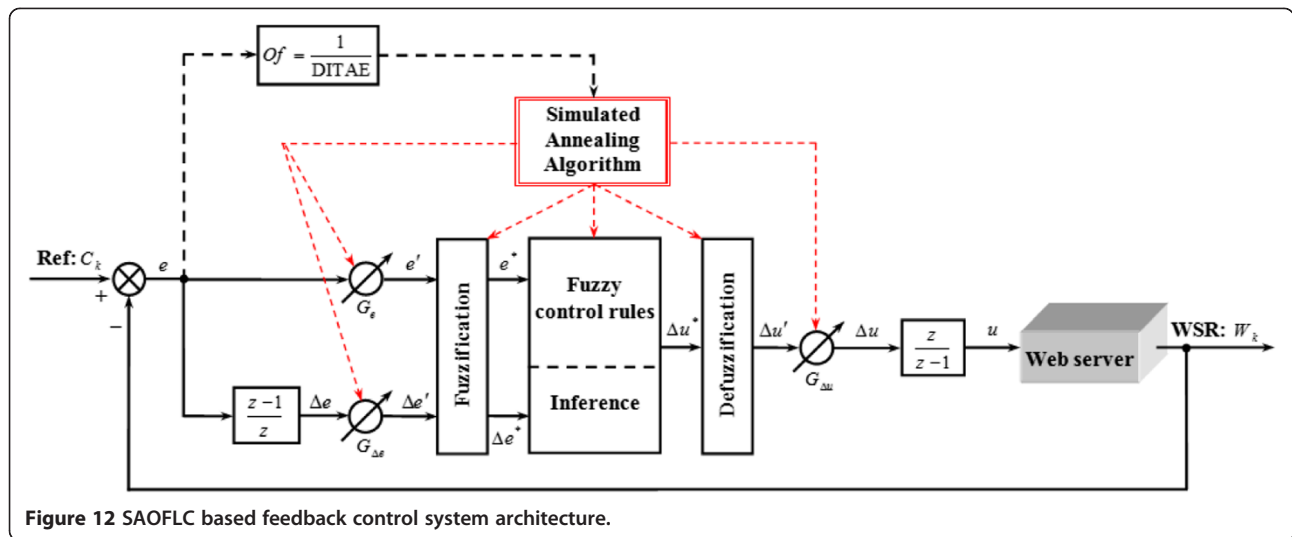 Of = 1 / DITAE
Simulated
Annealing
Algorithm
Ref: C_k
+
−
e
G_e
e'
Fuzzification
e*
Fuzzy
control rules
Inference
Δu*
Defuzzification
Δu'
G_Δu
Δu
z / z−1
u
Web server
WSR: W_k
z−1 / z
Δe
G_Δe
Δe'
Δe*
Figure 12 SAOFLC based feedback control system architecture.